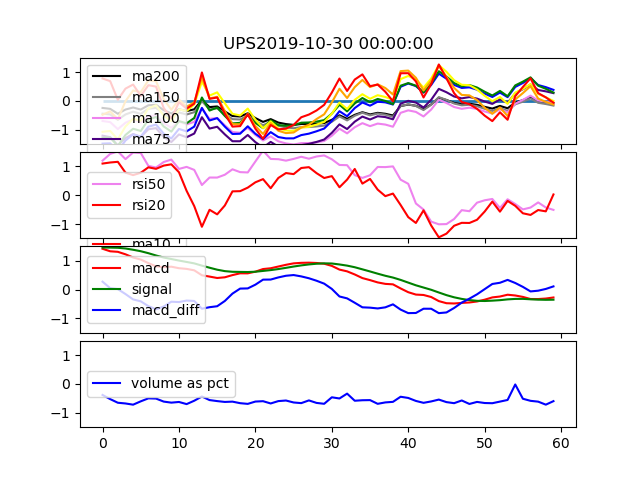 UPS2019-10-30 00:00:00
1
0
−1
ma200
ma150
ma100
ma75
1
0
−1
rsi50
rsi20
ma10
1
0
−1
macd
signal
macd_diff
1
0
−1
volume as pct
0 10 20 30 40 50 60